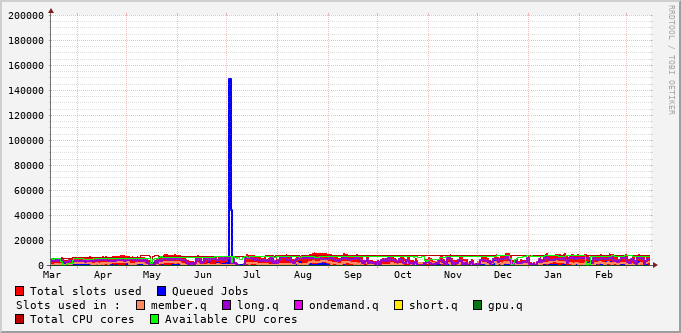 200000
180000
160000
140000
120000
100000
80000
60000
40000
20000
0
Mar Apr May Jun Jul Aug Sep Oct Nov Dec Jan Feb
Total slots used Queued Jobs
Slots used in : member.q long.q ondemand.q short.q gpu.q
Total CPU cores Available CPU cores
RRDTOOL / TOBI OETIKER